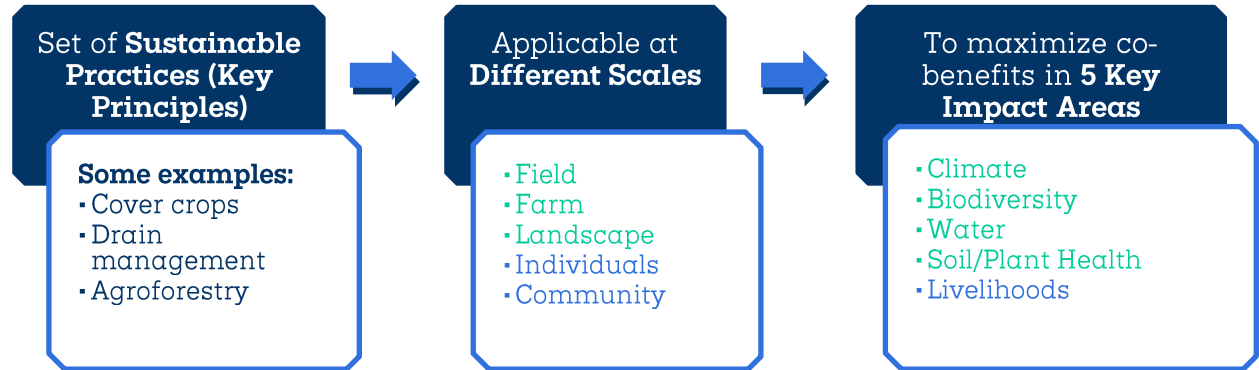 Set of Sustainable
Practices (Key
Principles)
Some examples:
▪ Cover crops
▪ Drain
management
▪ Agroforestry
Applicable at
Different Scales
▪ Field
▪ Farm
▪ Landscape
▪ Individuals
▪ Community
To maximize co-
benefits in 5 Key
Impact Areas
▪ Climate
▪ Biodiversity
▪ Water
▪ Soil/Plant Health
▪ Livelihoods